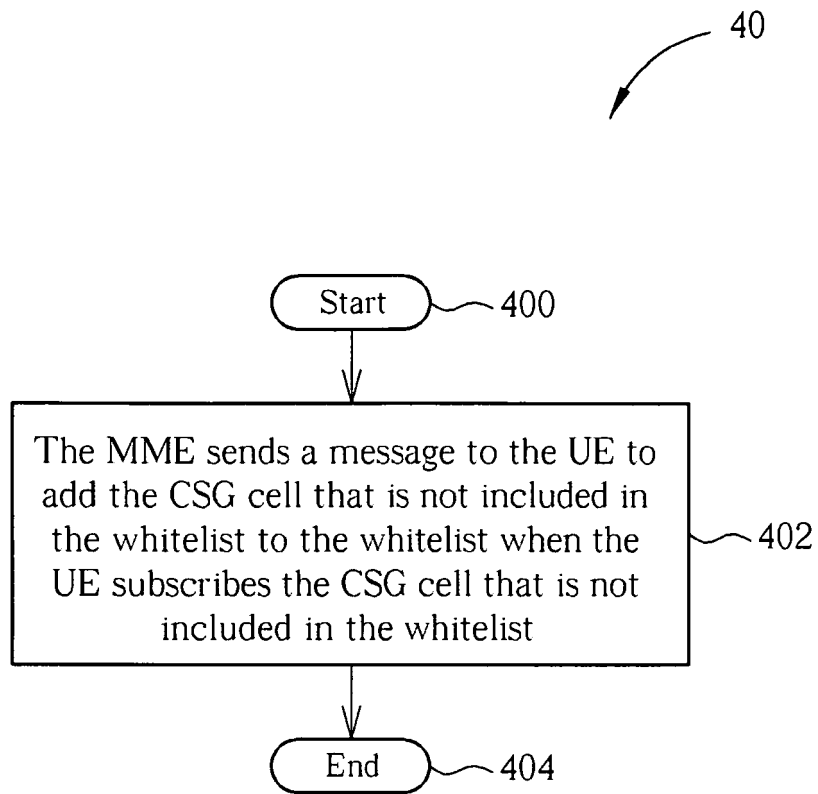 40
Start
400
The MME sends a message to the UE to
add the CSG cell that is not included in
the whitelist to the whitelist when the
UE subscribes the CSG cell that is not
included in the whitelist
402
End
404